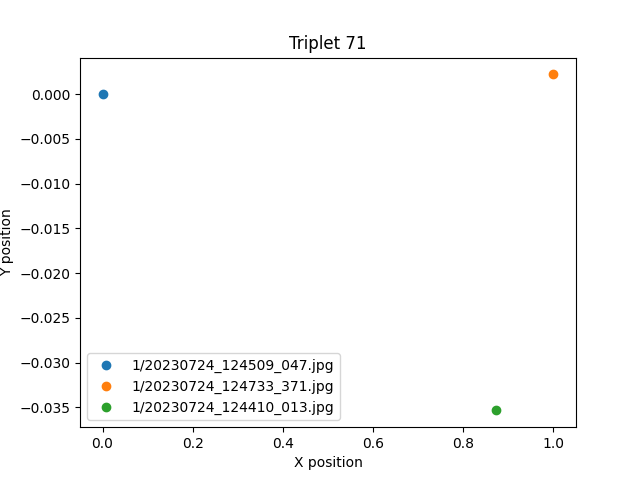 Triplet 71
0.000
−0.005
−0.010
−0.015
−0.020
−0.025
−0.030
−0.035
Y position
1/20230724_124509_047.jpg
1/20230724_124733_371.jpg
1/20230724_124410_013.jpg
0.0 0.2 0.4 0.6 0.8 1.0
X position